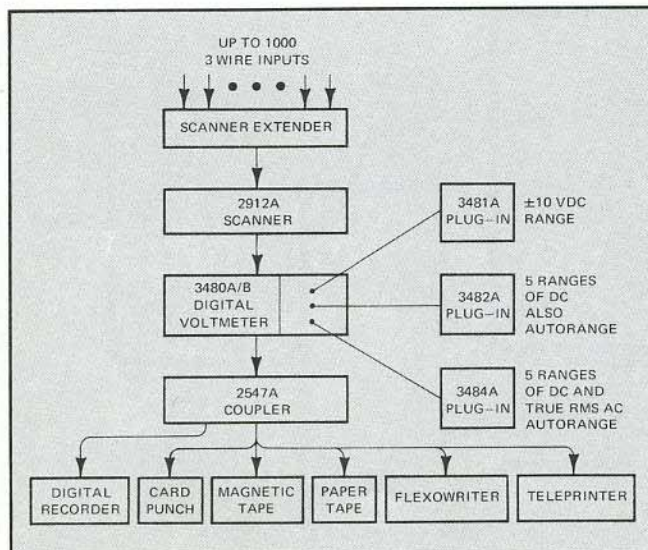 UP TO 1000
3 WIRE INPUTS
SCANNER EXTENDER
2912A
SCANNER
3481A
PLUG-IN
±10 VDC
RANGE
3480A/B
DIGITAL
VOLTMETER
3482A
PLUG-IN
5 RANGES
OF DC
ALSO
AUTORANGE
2547A
COUPLER
3484A
PLUG-IN
5 RANGES
OF DC AND
TRUE RMS AC
AUTORANGE
DIGITAL
RECORDER
CARD
PUNCH
MAGNETIC
TAPE
PAPER
TAPE
FLEXOWRITER
TELEPRINTER